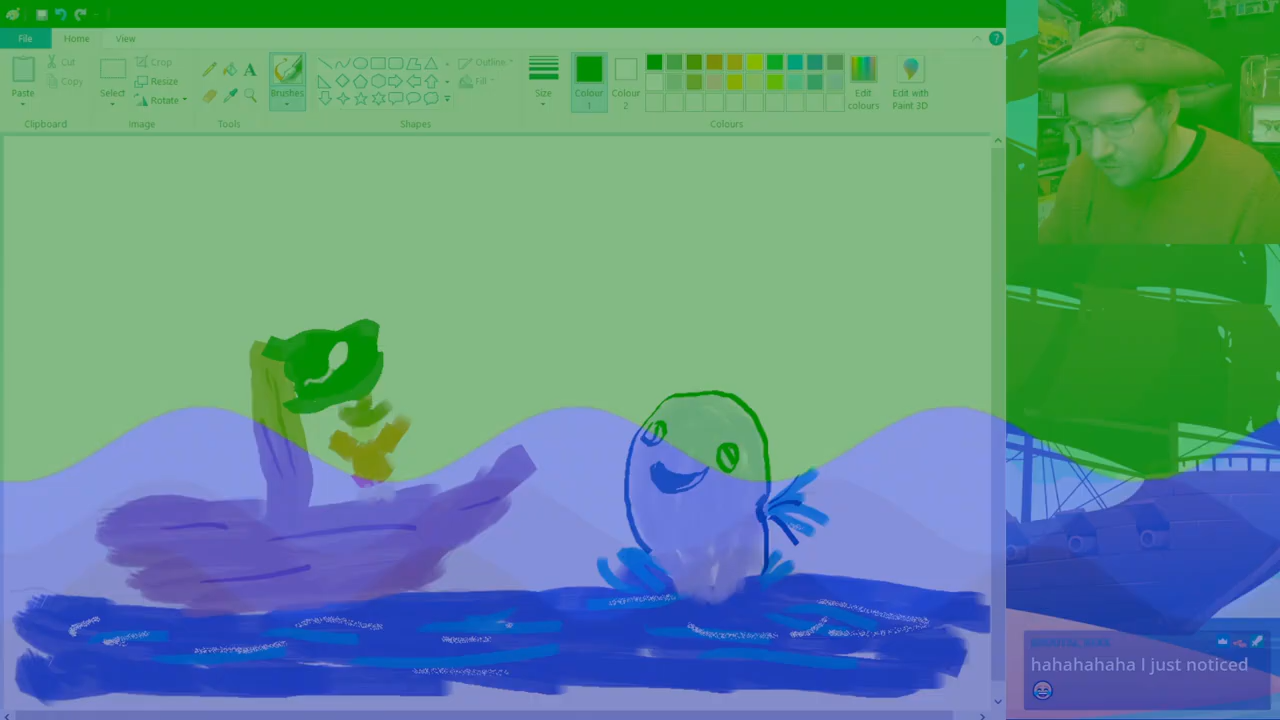 File
Home
View
Paste
Cut
Copy
Clipboard
Select
Crop
Resize
Rotate
Image
A
Tools
Brushes
Outline
Fill
Shapes
Size
Colour
1
Colour
2
Edit
colours
Edit with
Paint 3D
Colours
?
hahahahaha I just noticed